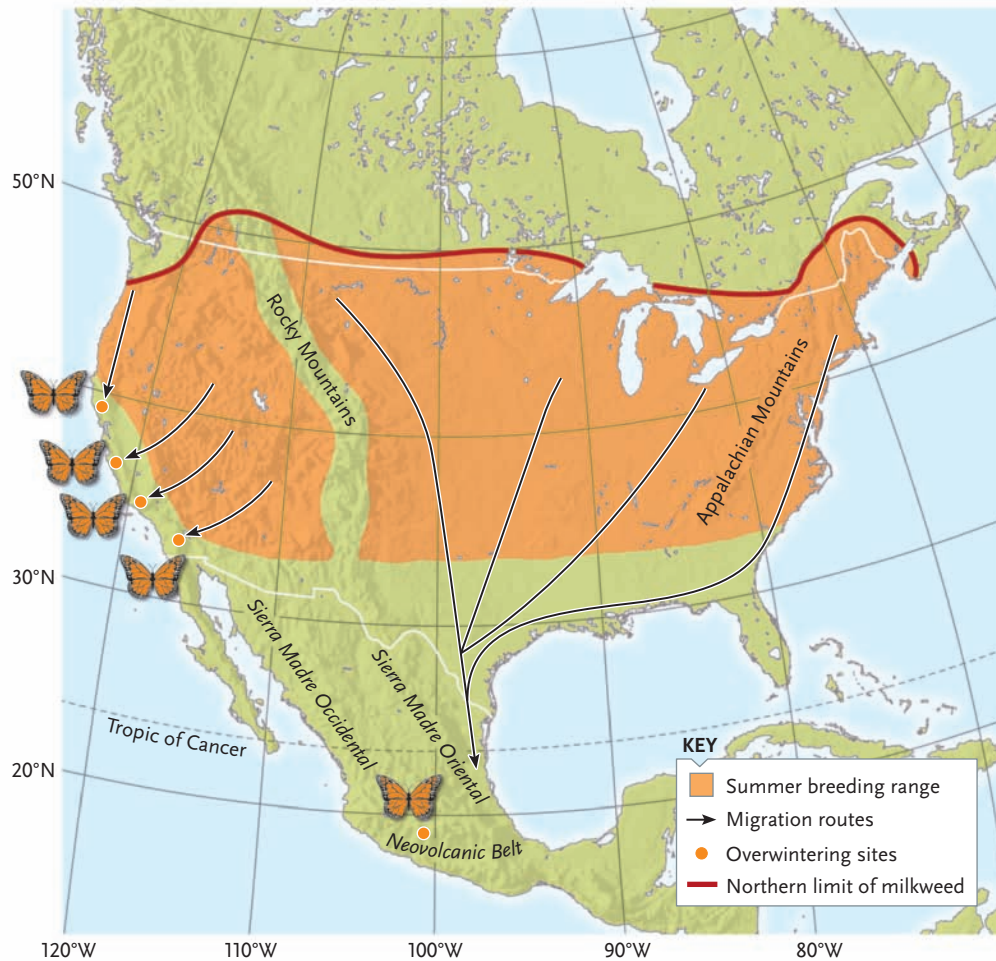 50°N
Rocky Mountains
Appalachian Mountains
30°N
Sierra Madre Occidental
Sierra Madre Oriental
Tropic of Cancer
20°N
Neovolcanic Belt
KEY
Summer breeding range
Migration routes
Overwintering sites
Northern limit of milkweed
120°W
110°W
100°W
90°W
80°W